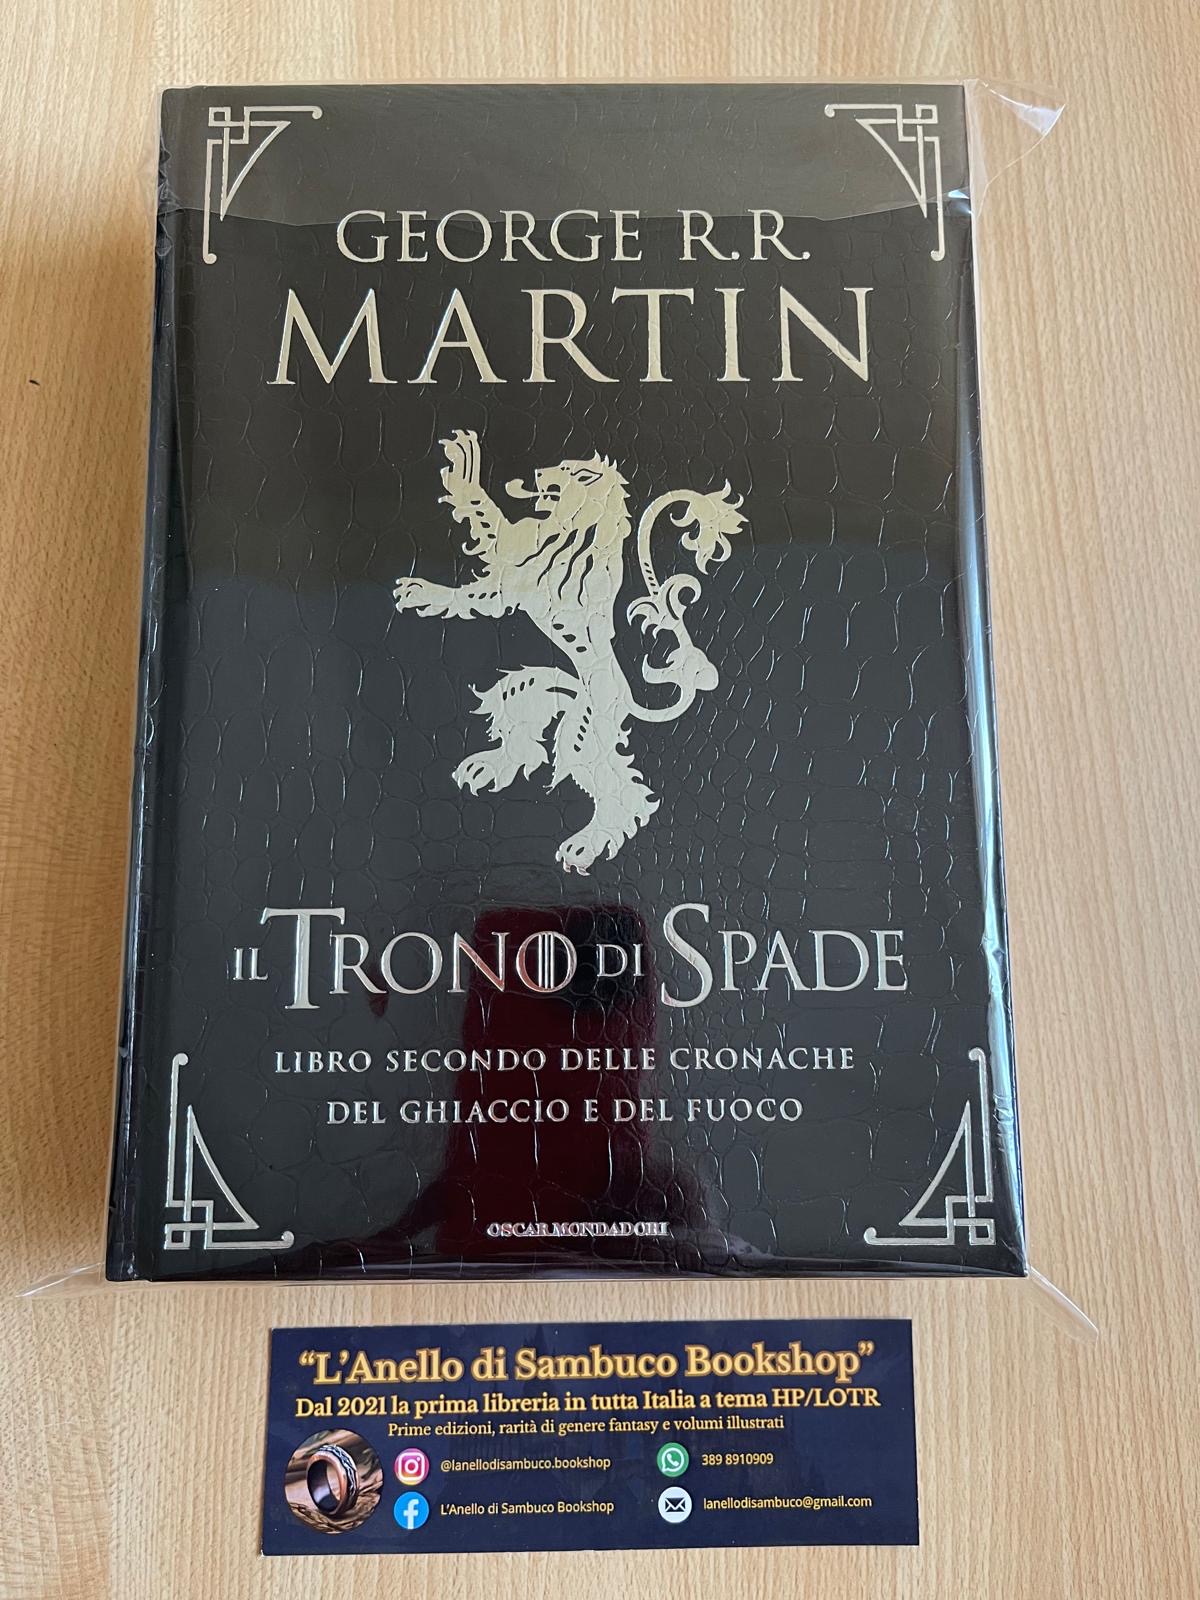 GEORGE R.R.
MARTIN
IL TRONO DI SPADE
LIBRO SECONDO DELLE CRONACHE
DEL GHIACCIO E DEL FUOCO
OSCAR MONDADORI
“L’Anello di Sambuco Bookshop”
Dal 2021 la prima libreria in tutta Italia a tema HP/LOTR
Prime edizioni, rarità di genere fantasy e volumi illustrati
@lanellodisambuco.bookshop
389 8910909
L’Anello di Sambuco Bookshop
lanellodisambuco@gmail.com